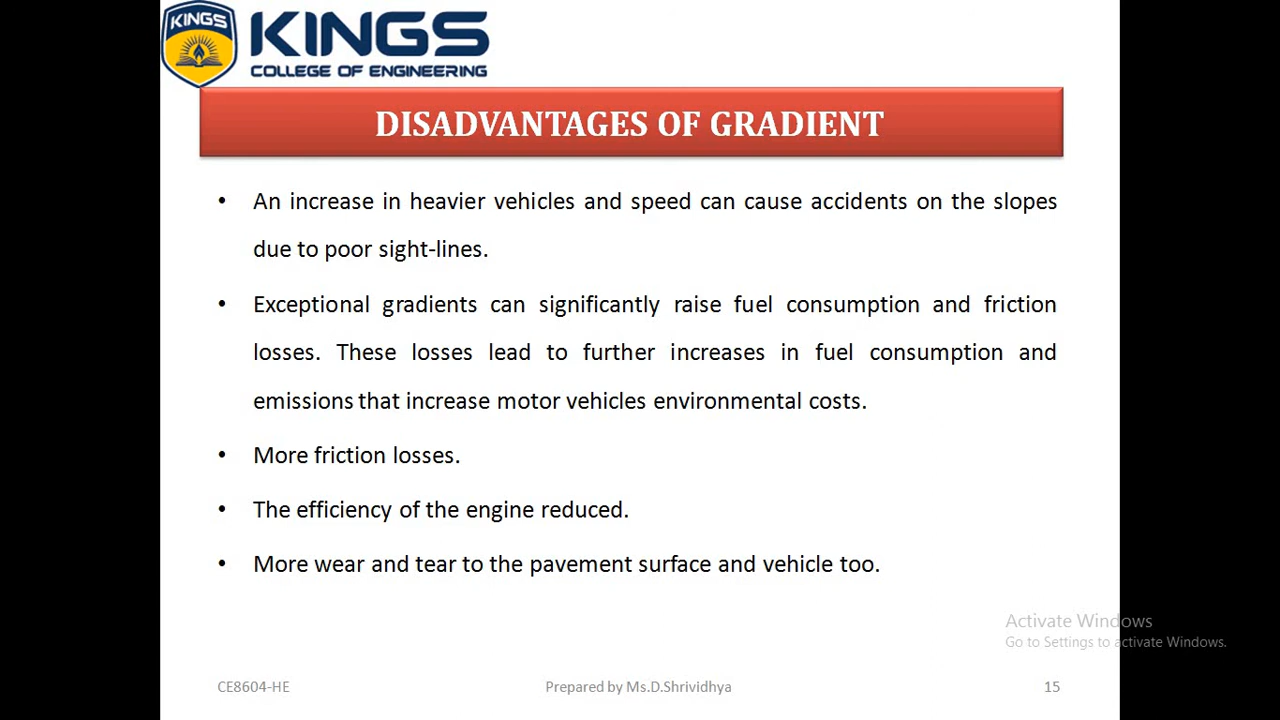 KINGS
KINGS
COLLEGE OF ENGINEERING
DISADVANTAGES OF GRADIENT
• An increase in heavier vehicles and speed can cause accidents on the slopes
due to poor sight-lines.
• Exceptional gradients can significantly raise fuel consumption and friction
losses. These losses lead to further increases in fuel consumption and
emissions that increase motor vehicles environmental costs.
• More friction losses.
• The efficiency of the engine reduced.
• More wear and tear to the pavement surface and vehicle too.
Activate Windows
Go to Settings to activate Windows.
CE8604-HE
Prepared by Ms.D.Shrividhya
15